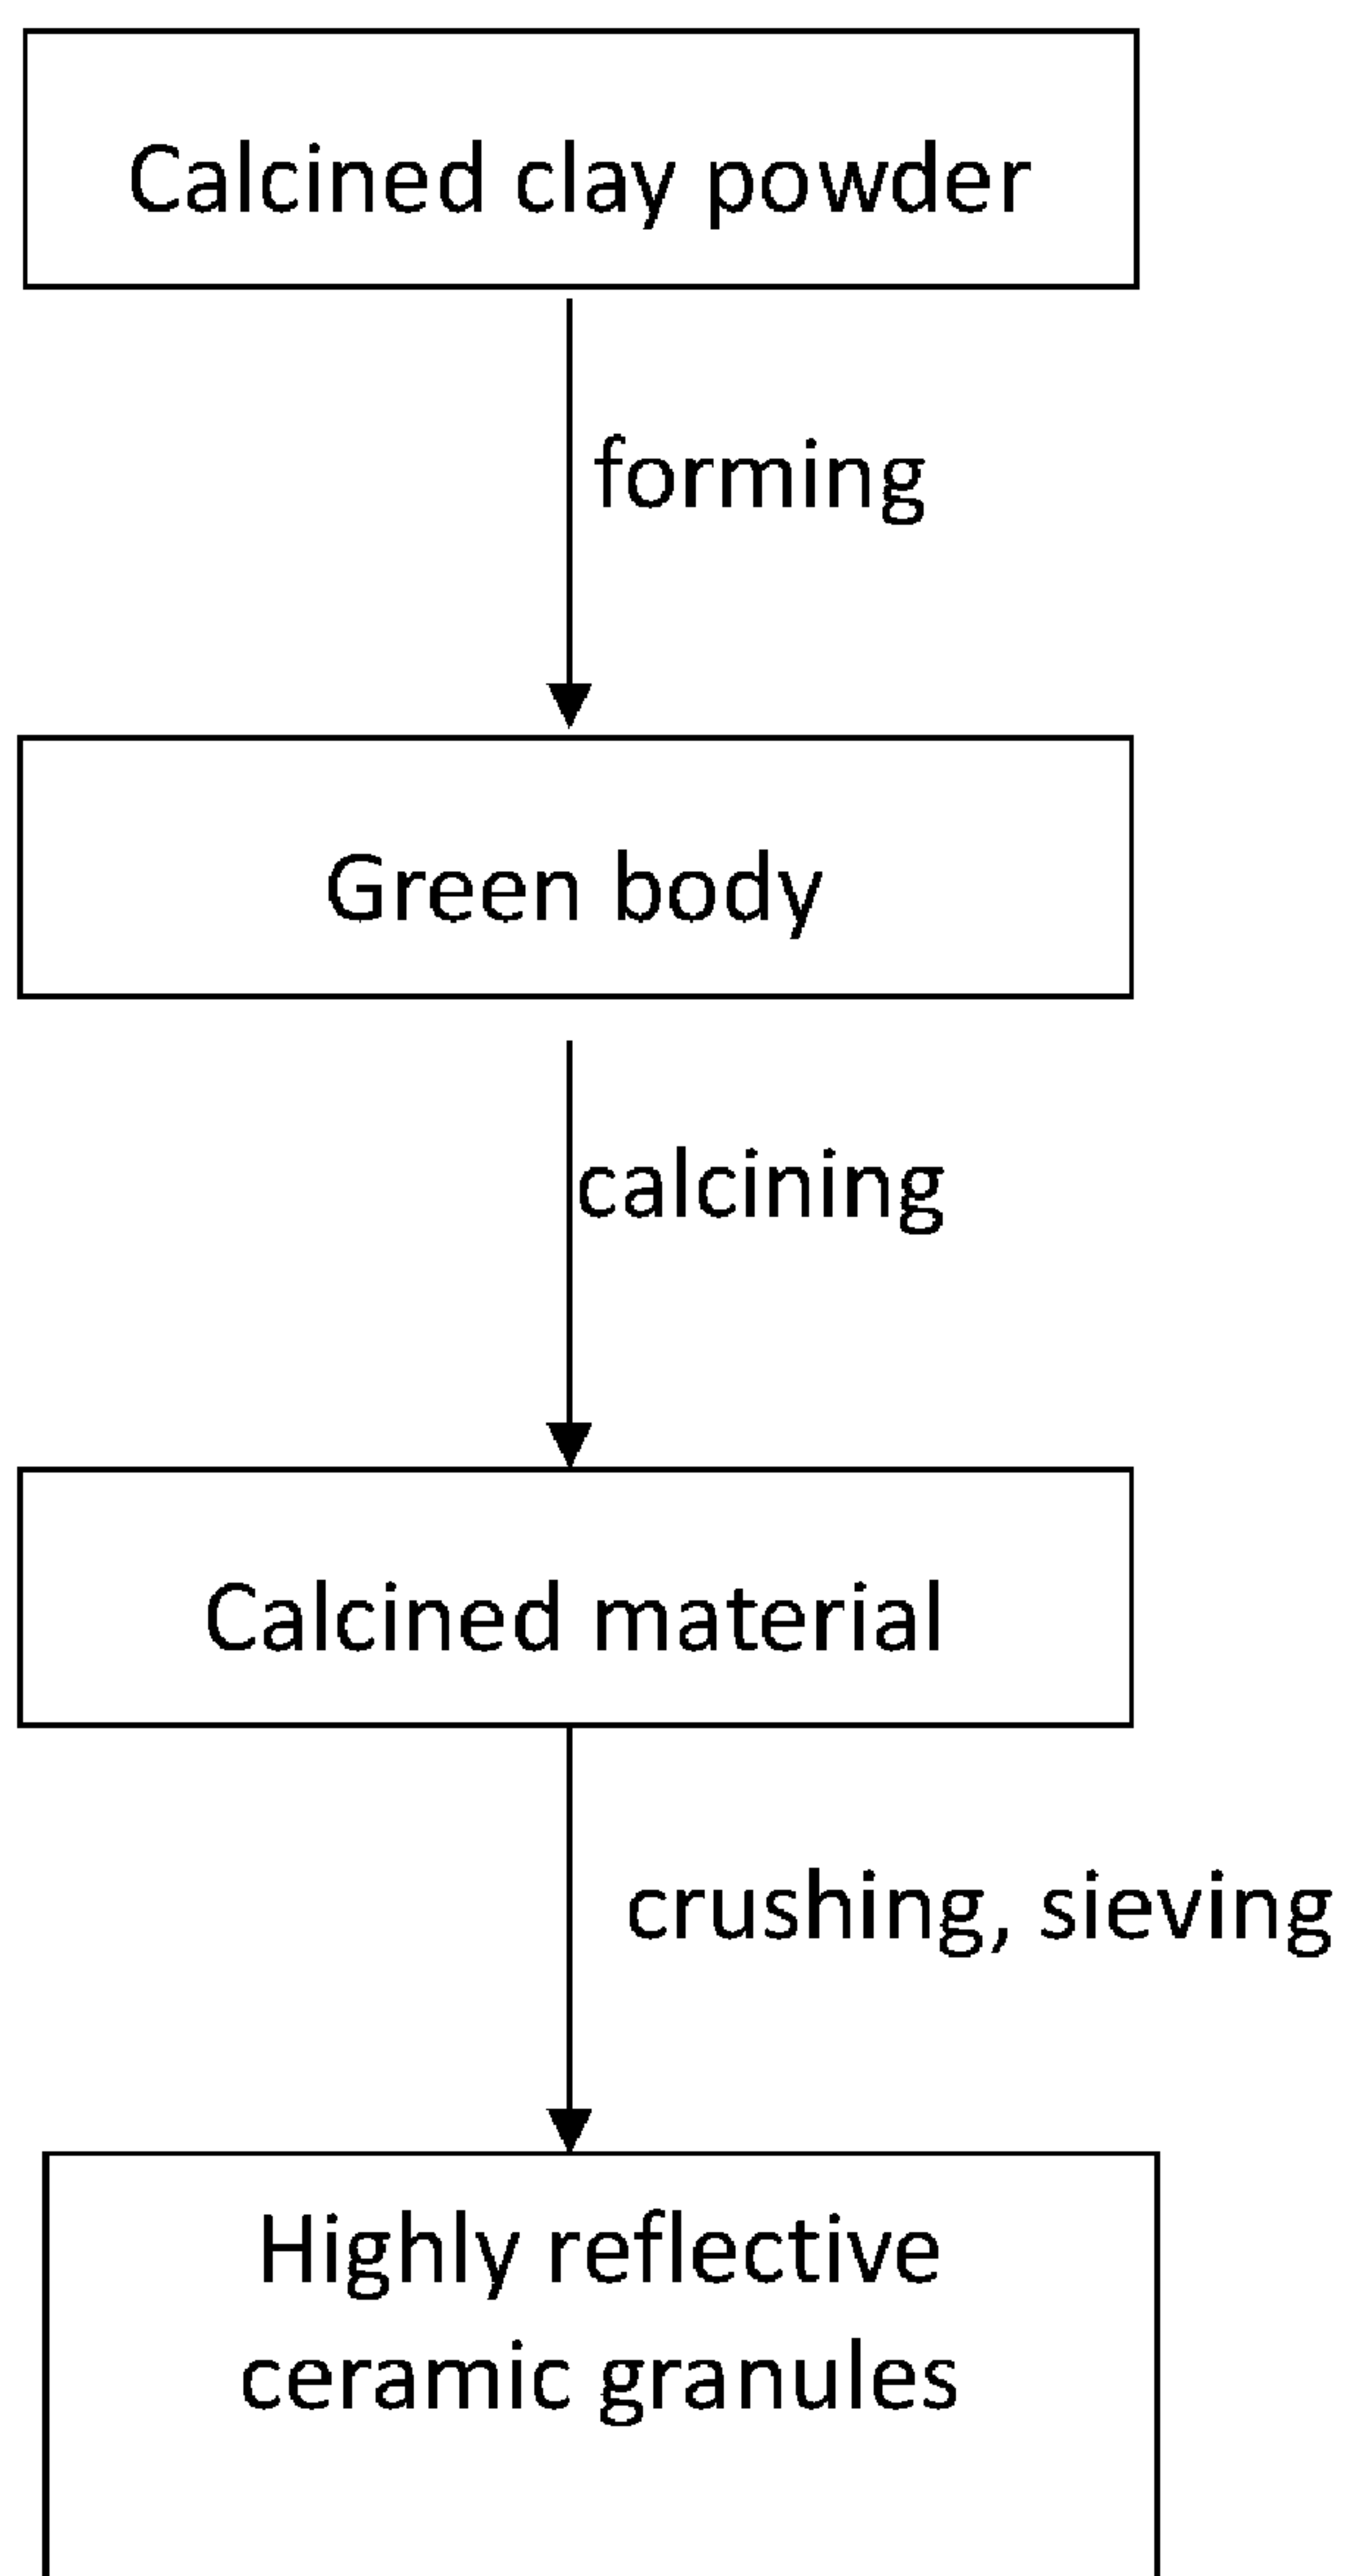 Calcined clay powder
forming
Green body
calcining
Calcined material
crushing, sieving
Highly reflective
ceramic granules